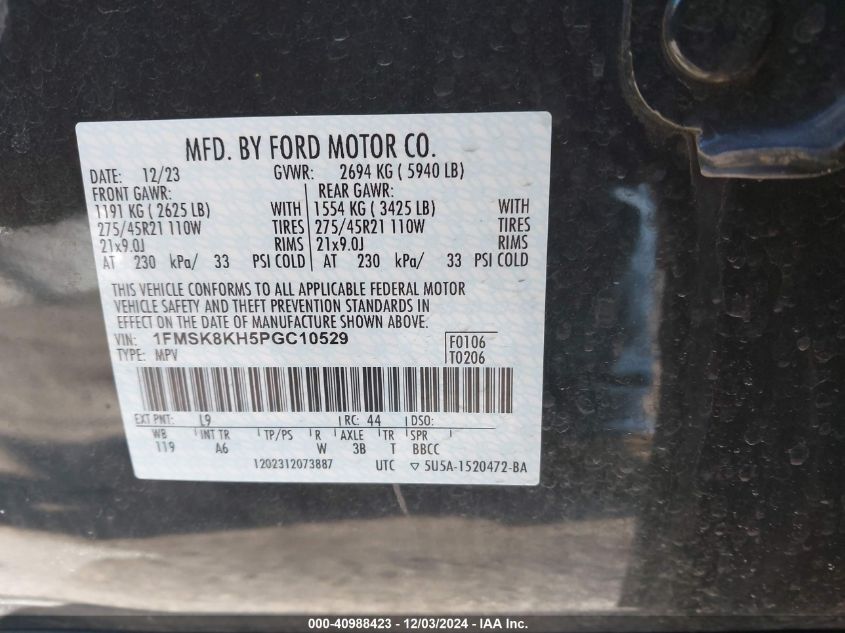 MFD. BY FORD MOTOR CO.
DATE: 12/23 GVWR: 2694 KG ( 5940 LB)
FRONT GAWR: REAR GAWR:
1191 KG ( 2625 LB) WITH 1554 KG ( 3425 LB) WITH
275/45R21 110W TIRES 275/45R21 110W TIRES
21x9.0J RIMS 21x9.0J RIMS
AT 230 kPa/ 33 PSI COLD AT 230 kPa/ 33 PSI COLD
THIS VEHICLE CONFORMS TO ALL APPLICABLE FEDERAL MOTOR
VEHICLE SAFETY AND THEFT PREVENTION STANDARDS IN
EFFECT ON THE DATE OF MANUFACTURE SHOWN ABOVE.
VIN: 1FMSK8KH5PGC10529 F0106
TYPE: MPV T0206
EXT PNT: L9 RC: 44 DSO:
WB INT TR TP/PS R AXLE TR SPR
119 A6 W 3B T BBCC
1202312073887 UTC ▽ 5U5A-1520472-BA
000-40988423 - 12/03/2024 - IAA Inc.